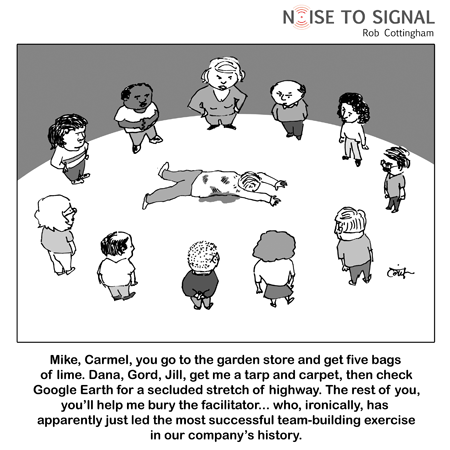 NOISE TO SIGNAL
Rob Cottingham
Mike, Carmel, you go to the garden store and get five bags
of lime. Dana, Gord, Jill, get me a tarp and carpet, then check
Google Earth for a secluded stretch of highway. The rest of you,
you'll help me bury the facilitator... who, ironically, has
apparently just led the most successful team-building exercise
in our company's history.